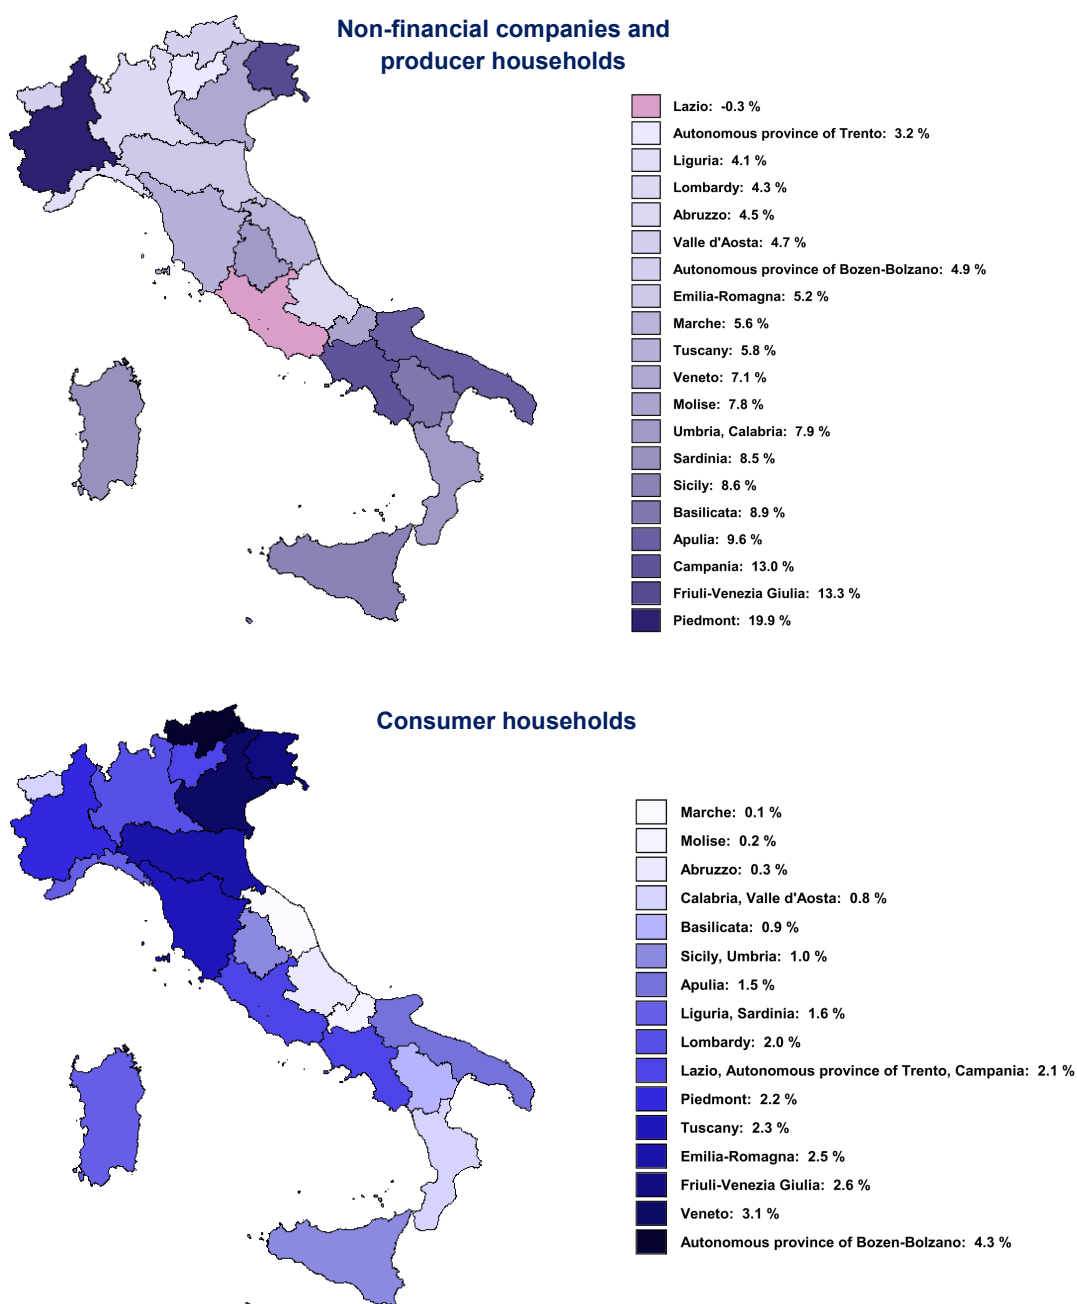 Non-financial companies and
producer households
Lazio: -0.3 %
Autonomous province of Trento: 3.2 %
Liguria: 4.1 %
Lombardy: 4.3 %
Abruzzo: 4.5 %
Valle d'Aosta: 4.7 %
Autonomous province of Bozen-Bolzano: 4.9 %
Emilia-Romagna: 5.2 %
Marche: 5.6 %
Tuscany: 5.8 %
Veneto: 7.1 %
Molise: 7.8 %
Umbria, Calabria: 7.9 %
Sardinia: 8.5 %
Sicily: 8.6 %
Basilicata: 8.9 %
Apulia: 9.6 %
Campania: 13.0 %
Friuli-Venezia Giulia: 13.3 %
Piedmont: 19.9 %
Consumer households
Marche: 0.1 %
Molise: 0.2 %
Abruzzo: 0.3 %
Calabria, Valle d'Aosta: 0.8 %
Basilicata: 0.9 %
Sicily, Umbria: 1.0 %
Apulia: 1.5 %
Liguria, Sardinia: 1.6 %
Lombardy: 2.0 %
Lazio, Autonomous province of Trento, Campania: 2.1 %
Piedmont: 2.2 %
Tuscany: 2.3 %
Emilia-Romagna: 2.5 %
Friuli-Venezia Giulia: 2.6 %
Veneto: 3.1 %
Autonomous province of Bozen-Bolzano: 4.3 %